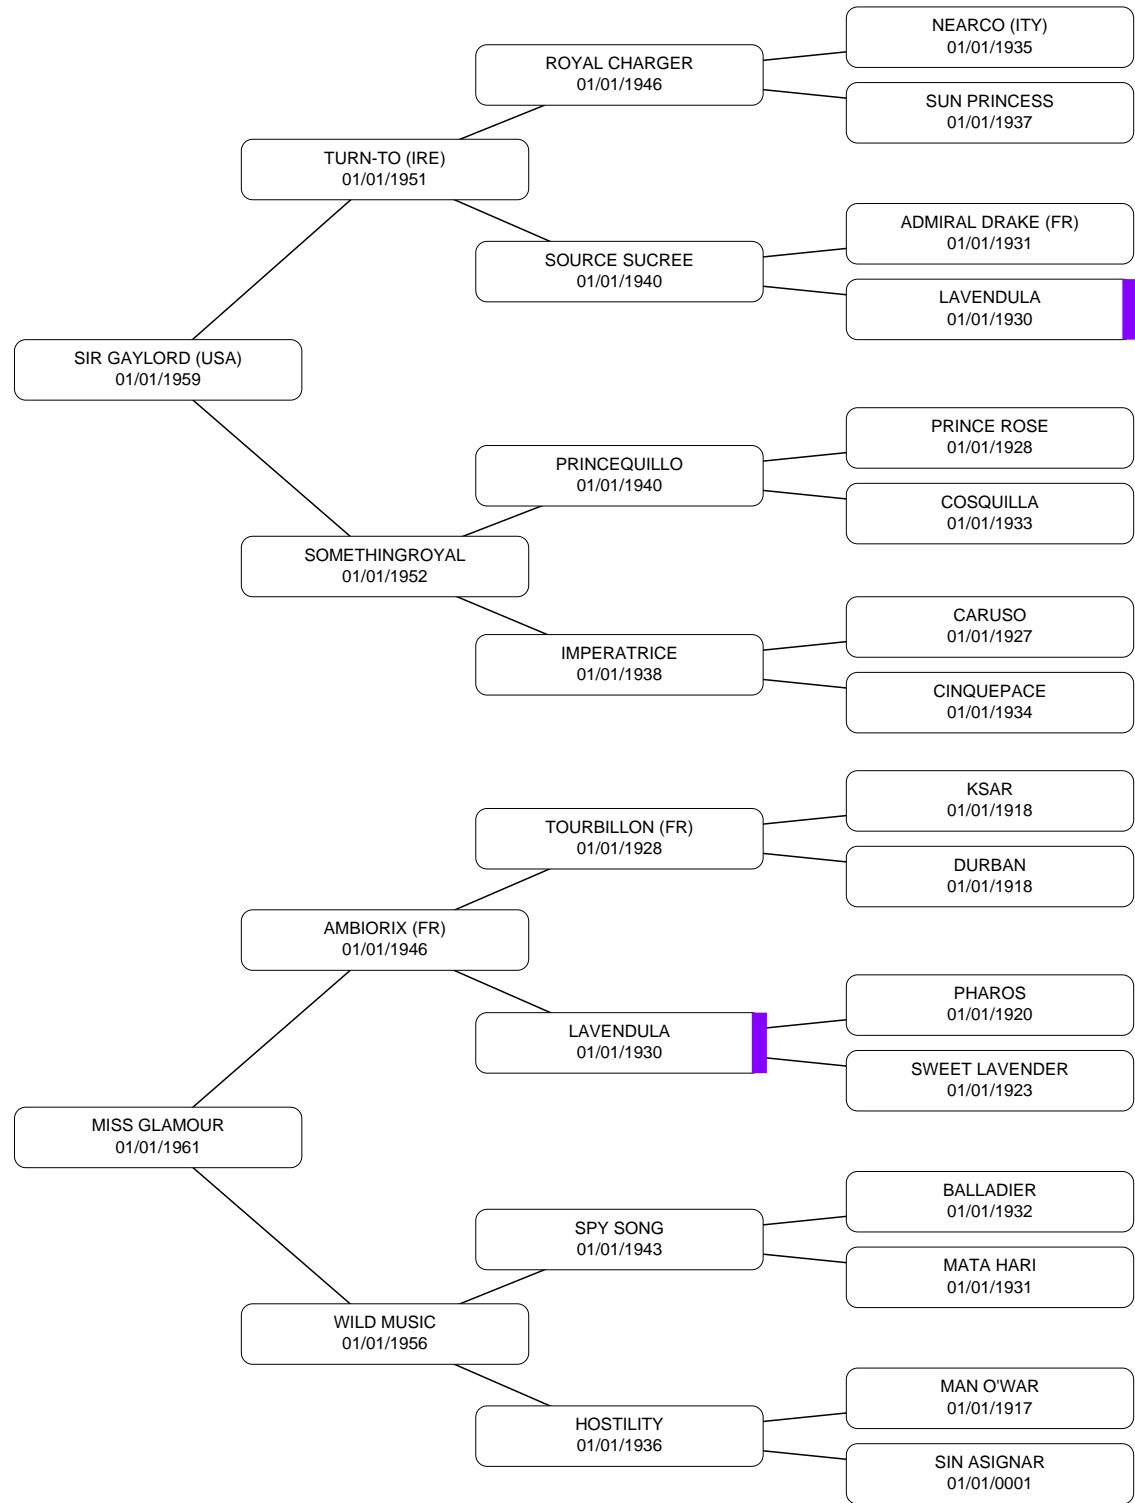 NEARCO (ITY)
01/01/1935
ROYAL CHARGER
01/01/1946
SUN PRINCESS
01/01/1937
TURN-TO (IRE)
01/01/1951
ADMIRAL DRAKE (FR)
01/01/1931
SOURCE SUCREE
01/01/1940
LAVENDULA
01/01/1930
SIR GAYLORD (USA)
01/01/1959
PRINCE ROSE
01/01/1928
PRINCEQUILLO
01/01/1940
COSQUILLA
01/01/1933
SOMETHINGROYAL
01/01/1952
CARUSO
01/01/1927
IMPERATRICE
01/01/1938
CINQUEPACE
01/01/1934
KSAR
01/01/1918
TOURBILLON (FR)
01/01/1928
DURBAN
01/01/1918
AMBIORIX (FR)
01/01/1946
PHAROS
01/01/1920
LAVENDULA
01/01/1930
SWEET LAVENDER
01/01/1923
MISS GLAMOUR
01/01/1961
BALLADIER
01/01/1932
SPY SONG
01/01/1943
MATA HARI
01/01/1931
WILD MUSIC
01/01/1956
MAN O'WAR
01/01/1917
HOSTILITY
01/01/1936
SIN ASIGNAR
01/01/0001